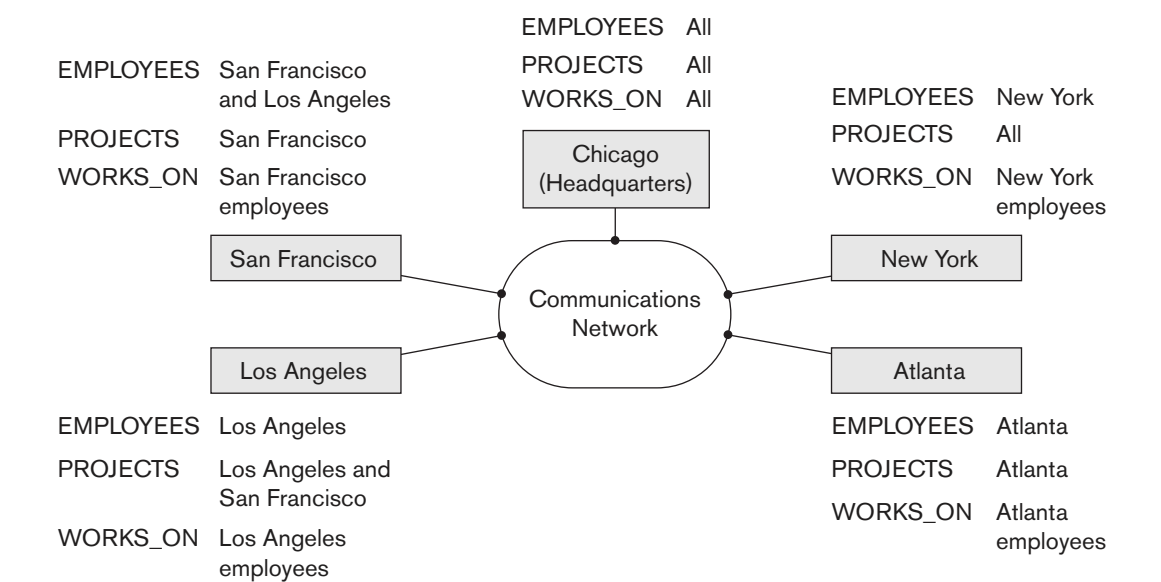 EMPLOYEES All
PROJECTS All
WORKS_ON All
Chicago
(Headquarters)
EMPLOYEES San Francisco
and Los Angeles
PROJECTS San Francisco
WORKS_ON San Francisco
employees
San Francisco
EMPLOYEES New York
PROJECTS All
WORKS_ON New York
employees
New York
Communications
Network
Los Angeles
EMPLOYEES Los Angeles
PROJECTS Los Angeles and
San Francisco
WORKS_ON Los Angeles
employees
Atlanta
EMPLOYEES Atlanta
PROJECTS Atlanta
WORKS_ON Atlanta
employees